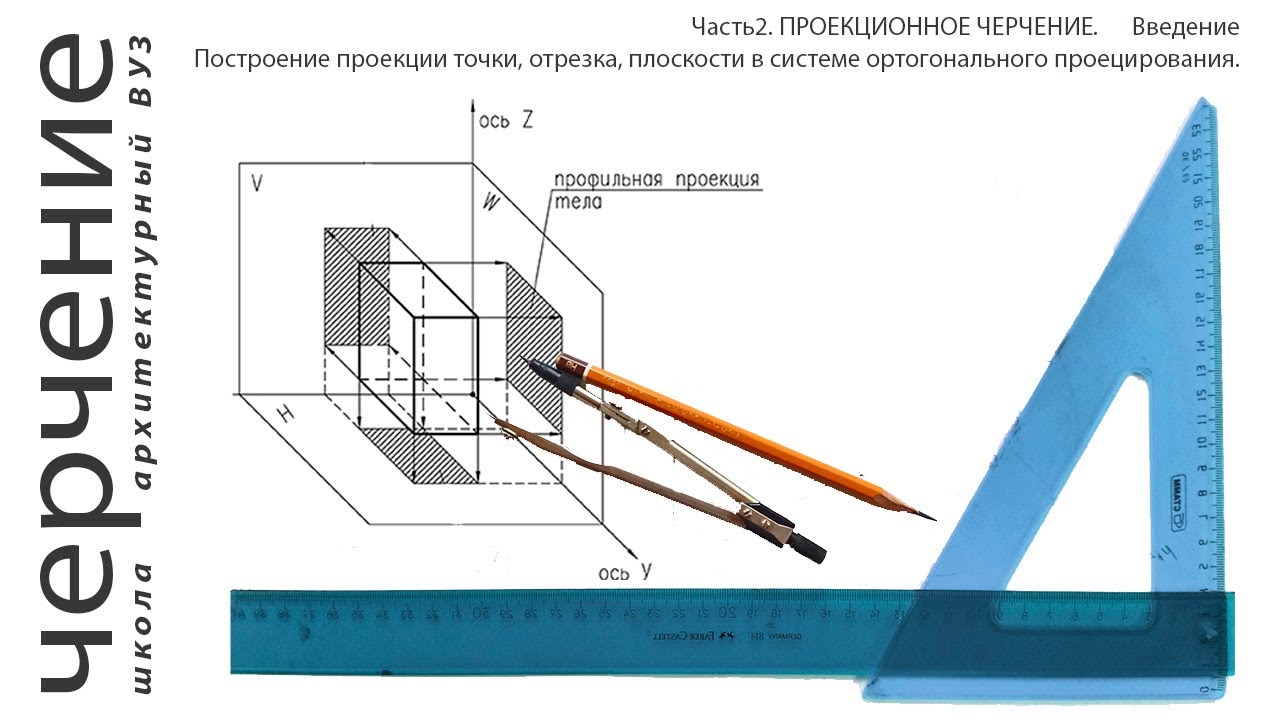 Часть2. ПРОЕКЦИОННОЕ ЧЕРЧЕНИЕ. Введение
Построение проекции точки, отрезка, плоскости в системе ортогонального проецирования.
черчение
школа архитектурный ВУЗ
ось Z
V
W
профильная проекция
тела
H
ось У
СТАММ
GERMANY 814 FABER-CASTELL